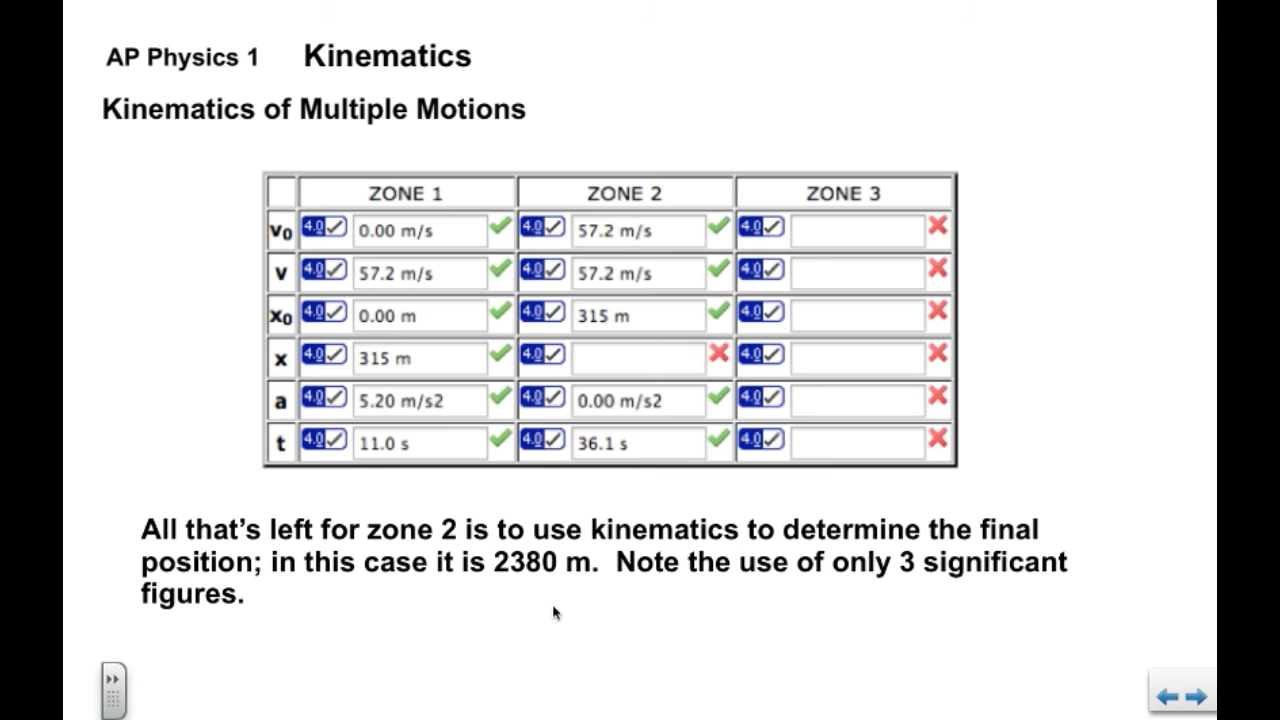 AP Physics 1 Kinematics
Kinematics of Multiple Motions
ZONE 1 ZONE 2 ZONE 3
v0 4.0 0.00 m/s 4.0 57.2 m/s 4.0
v 4.0 57.2 m/s 4.0 57.2 m/s 4.0
x0 4.0 0.00 m 4.0 315 m 4.0
x 4.0 315 m 4.0 4.0
a 4.0 5.20 m/s2 4.0 0.00 m/s2 4.0
t 4.0 11.0 s 4.0 36.1 s 4.0
All that’s left for zone 2 is to use kinematics to determine the final
position; in this case it is 2380 m. Note the use of only 3 significant
figures.